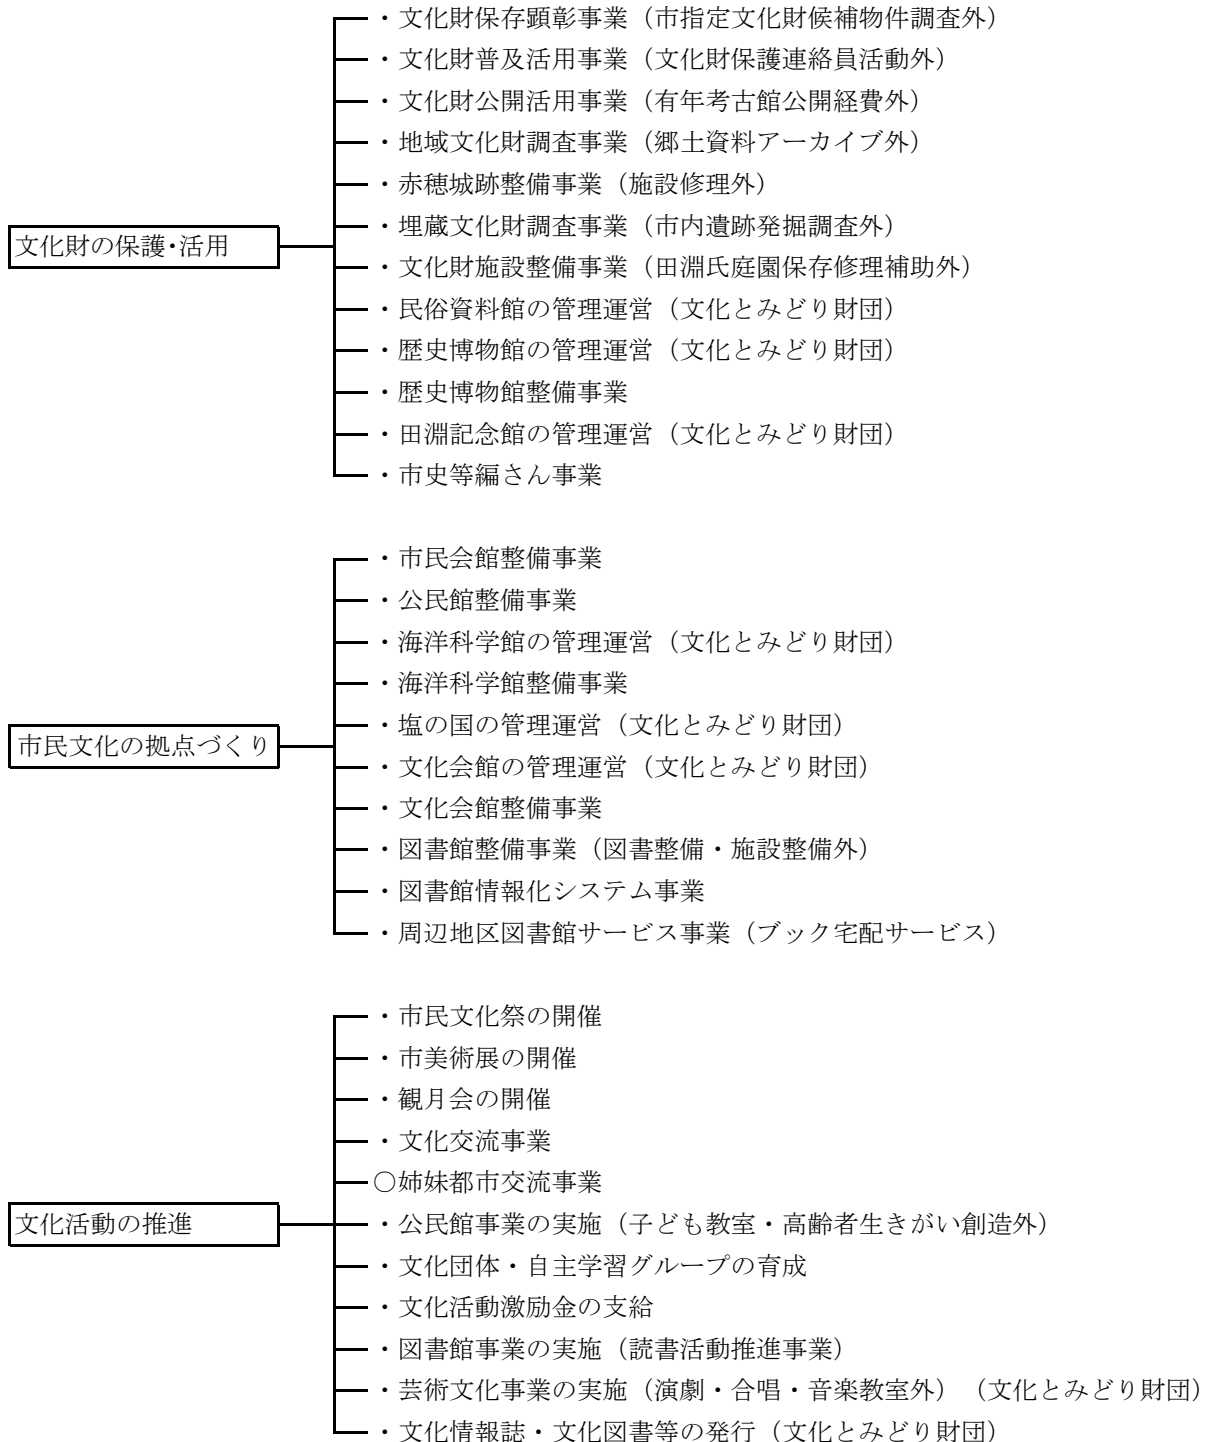 ・文化財保存顕彰事業（市指定文化財候補物件調査外）
・文化財普及活用事業（文化財保護連絡員活動外）
・文化財公開活用事業（有年考古館公開経費外）
・地域文化財調査事業（郷土資料アーカイブ外）
・赤穂城跡整備事業（施設修理外）
文化財の保護・活用
・埋蔵文化財調査事業（市内遺跡発掘調査外）
・文化財施設整備事業（田淵氏庭園保存修理補助外）
・民俗資料館の管理運営（文化とみどり財団）
・歴史博物館の管理運営（文化とみどり財団）
・歴史博物館整備事業
・田淵記念館の管理運営（文化とみどり財団）
・市史等編さん事業
・市民会館整備事業
・公民館整備事業
・海洋科学館の管理運営（文化とみどり財団）
・海洋科学館整備事業
市民文化の拠点づくり
・塩の国の管理運営（文化とみどり財団）
・文化会館の管理運営（文化とみどり財団）
・文化会館整備事業
・図書館整備事業（図書整備・施設整備外）
・図書館情報化システム事業
・周辺地区図書館サービス事業（ブック宅配サービス）
・市民文化祭の開催
・市美術展の開催
・観月会の開催
・文化交流事業
○姉妹都市交流事業
文化活動の推進
・公民館事業の実施（子ども教室・高齢者生きがい創造外）
・文化団体・自主学習グループの育成
・文化活動激励金の支給
・図書館事業の実施（読書活動推進事業）
・芸術文化事業の実施（演劇・合唱・音楽教室外）（文化とみどり財団）
・文化情報誌・文化図書等の発行（文化とみどり財団）